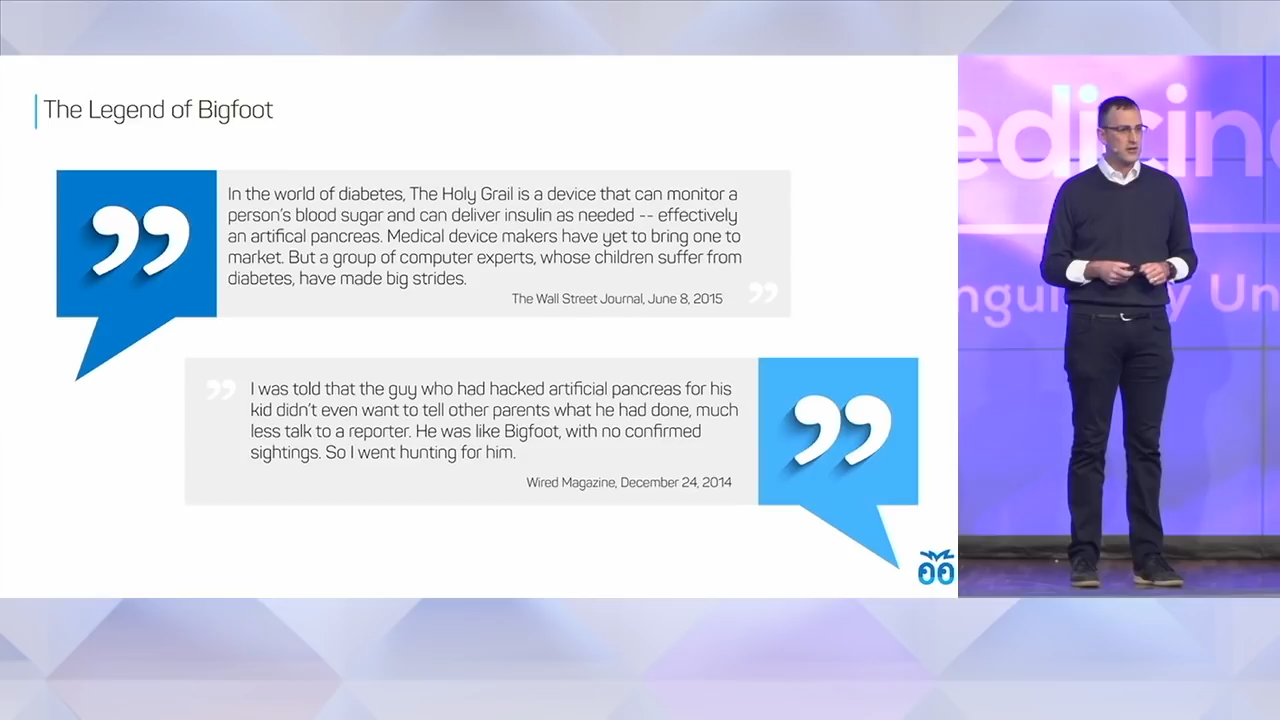 The Legend of Bigfoot
In the world of diabetes, The Holy Grail is a device that can monitor a
person's blood sugar and can deliver insulin as needed -- effectively
an artifical pancreas. Medical device makers have yet to bring one to
market. But a group of computer experts, whose children suffer from
diabetes, have made big strides.
The Wall Street Journal, June 8, 2015
I was told that the guy who had hacked artificial pancreas for his
kid didn't even want to tell other parents what he had done, much
less talk to a reporter. He was like Bigfoot, with no confirmed
sightings. So I went hunting for him.
Wired Magazine, December 24, 2014
edicine
ngularity Un